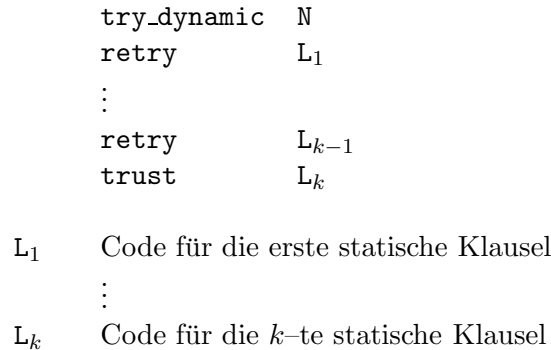 try_dynamic N
retry L₁
⋮
retry Lₖ₋₁
trust Lₖ
L₁ Code für die erste statische Klausel
⋮
Lₖ Code für die k–te statische Klausel